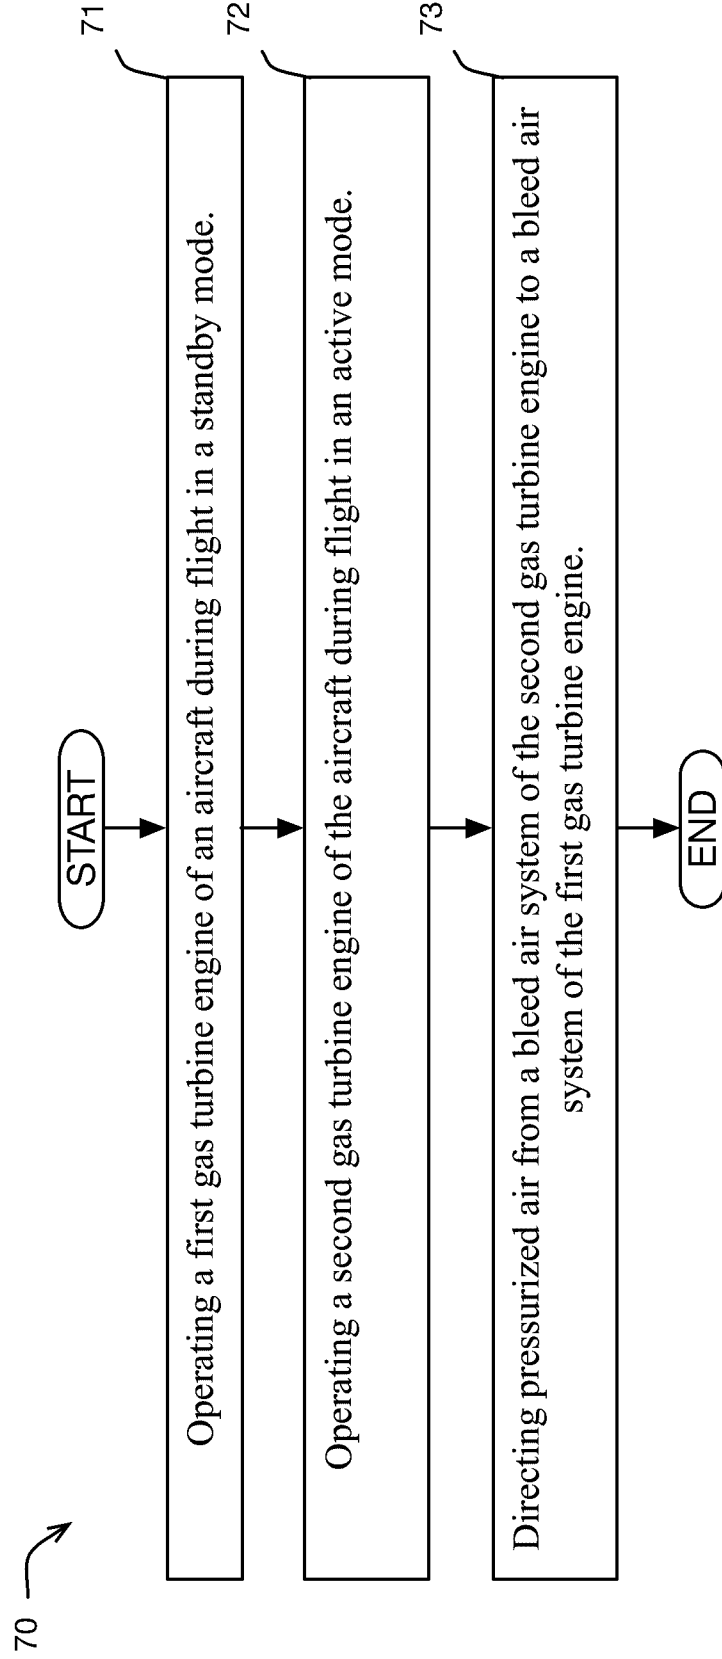 70
START
71
Operating a first gas turbine engine of an aircraft during flight in a standby mode.
72
Operating a second gas turbine engine of the aircraft during flight in an active mode.
73
Directing pressurized air from a bleed air system of the second gas turbine engine to a bleed air
system of the first gas turbine engine.
END